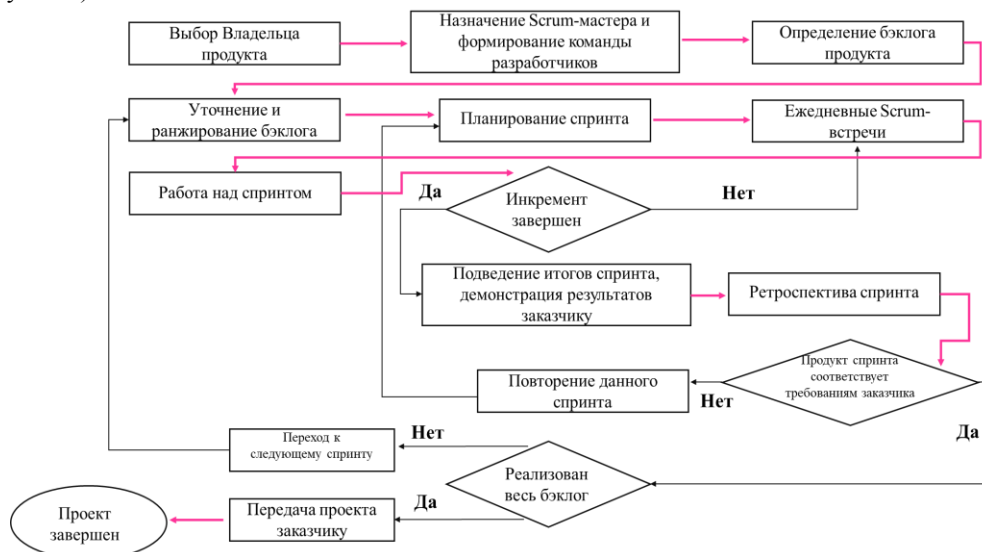 Выбор Владельца
продукта
Назначение Scrum-мастера и
формирование команды
разработчиков
Определение бэклога
продукта
Уточнение и
ранжирование бэклога
Планирование спринта
Ежедневные Scrum-
встречи
Работа над спринтом
Да
Инкремент
завершен
Нет
Подведение итогов спринта,
демонстрация результатов
заказчику
Ретроспектива спринта
Продукт спринта
соответствует
требованиям заказчика
Повторение данного
спринта
Нет
Да
Переход к
следующему спринту
Нет
Реализован
весь бэклог
Проект
завершен
Передача проекта
заказчику
Да